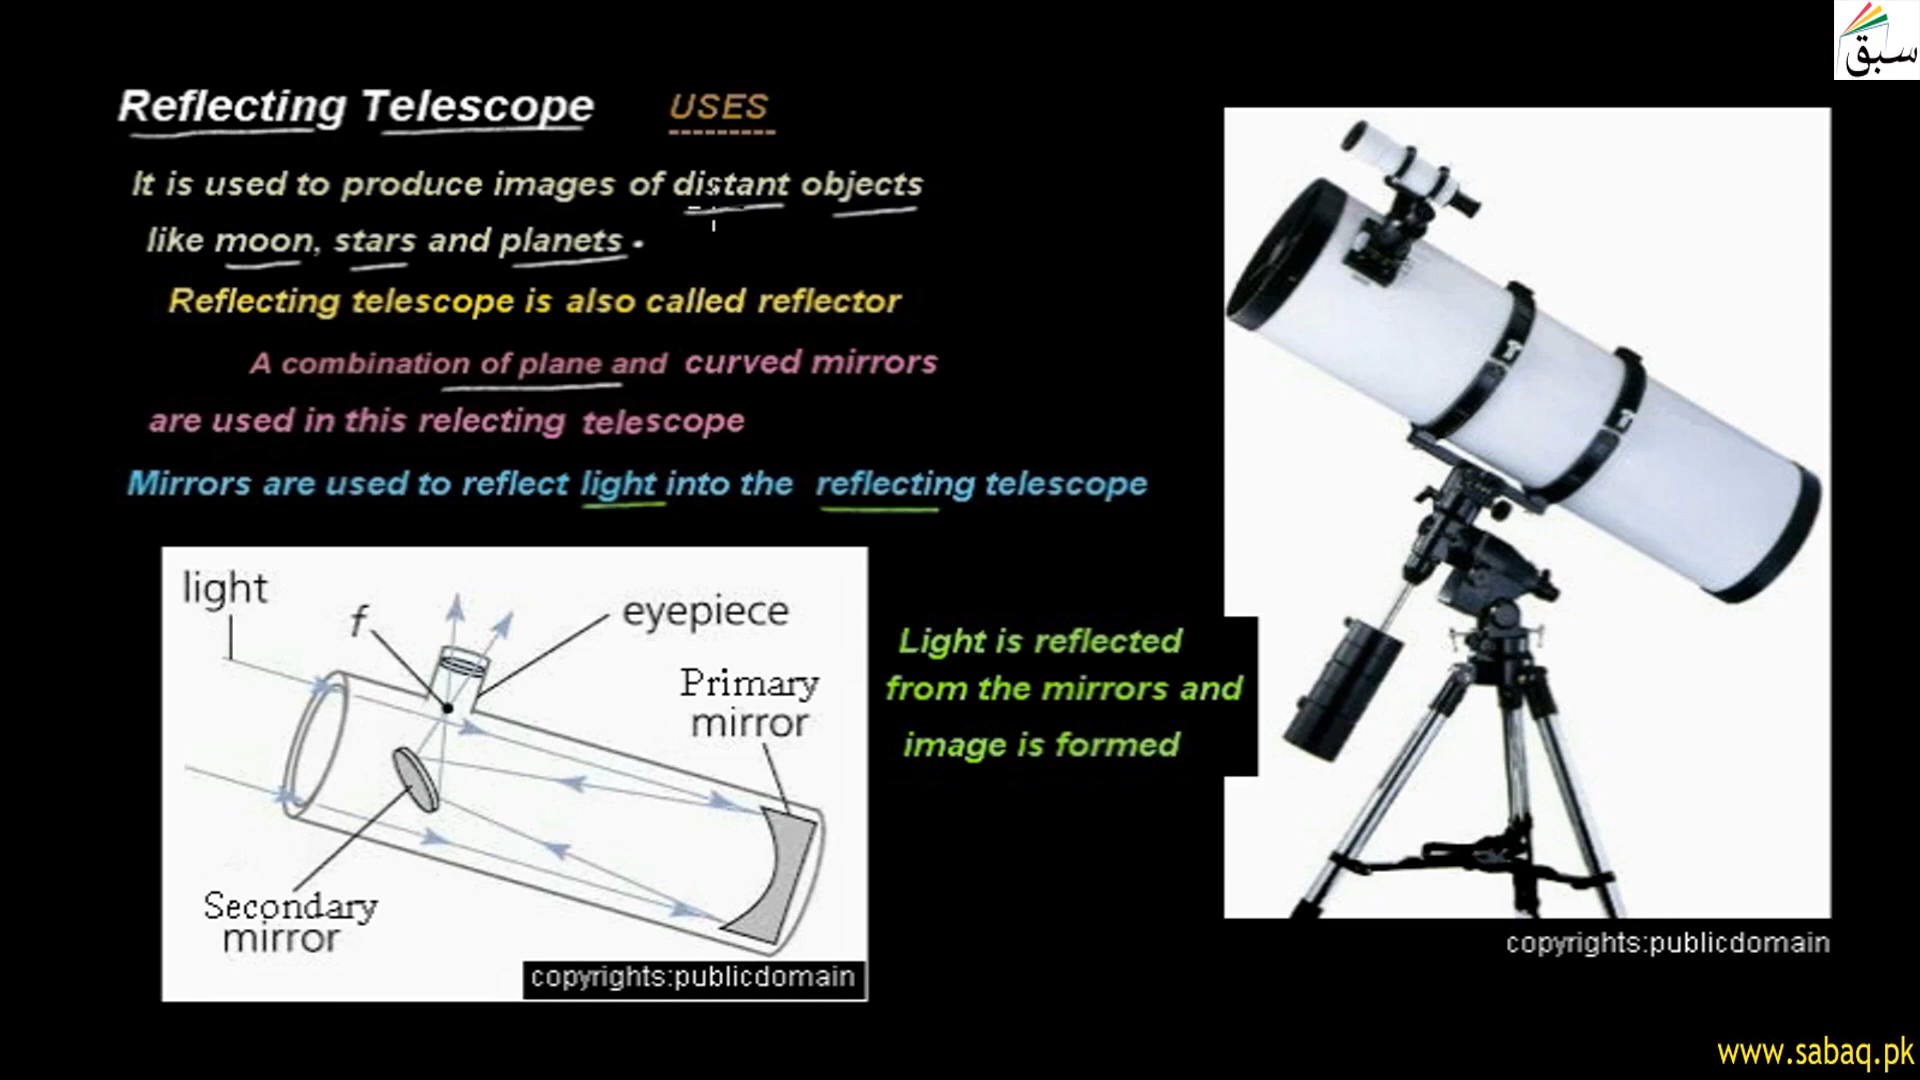 سبق
Reflecting Telescope USES
It is used to produce images of distant objects
like moon, stars and planets.
Reflecting telescope is also called reflector
A combination of plane and curved mirrors
are used in this relecting telescope
Mirrors are used to reflect light into the reflecting telescope
light
f
eyepiece
Primary
mirror
Secondary
mirror
copyrights:publicdomain
Light is reflected
from the mirrors and
image is formed
copyrights:publicdomain
www.sabaq.pk